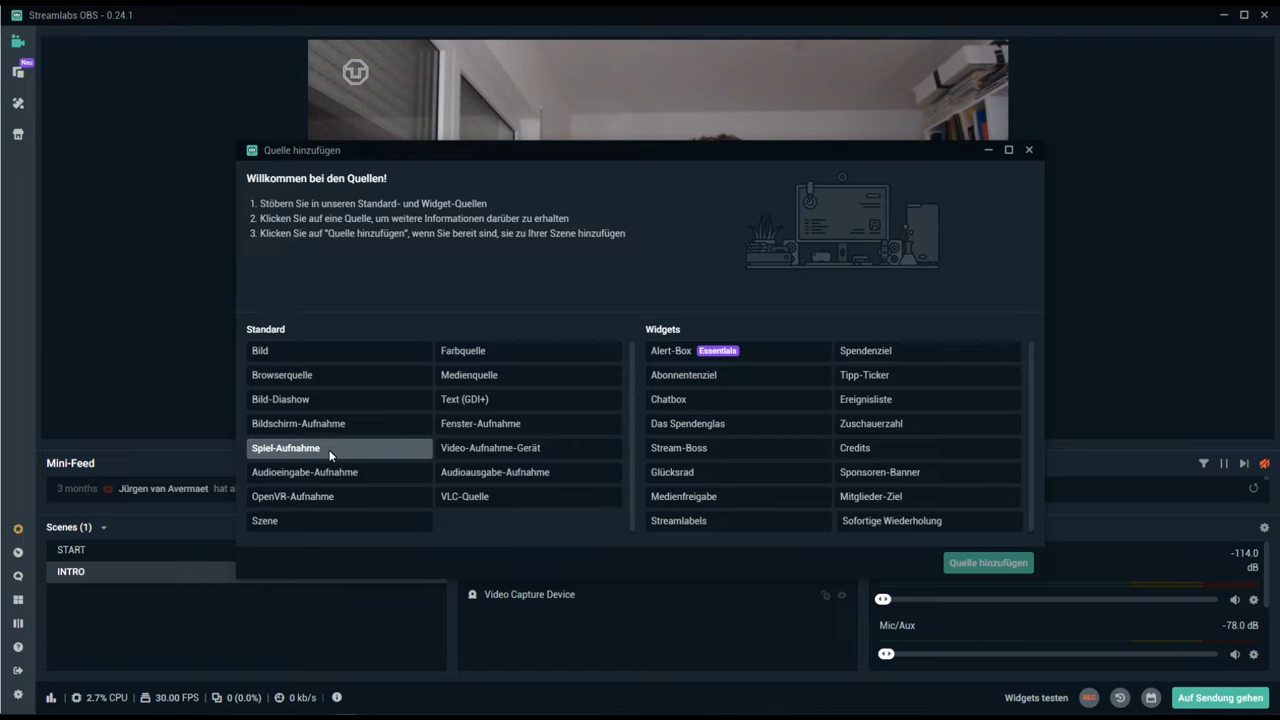 Streamlabs OBS - 0.24.1
Neu
Quelle hinzufügen
Willkommen bei den Quellen!
1. Stöbern Sie in unseren Standard- und Widget-Quellen
2. Klicken Sie auf eine Quelle, um weitere Informationen darüber zu erhalten
3. Klicken Sie auf "Quelle hinzufügen", wenn Sie bereit sind, sie zu Ihrer Szene hinzufügen
Standard
Bild
Farbquelle
Browserquelle
Medienquelle
Bild-Diashow
Text (GDI+)
Bildschirm-Aufnahme
Fenster-Aufnahme
Spiel-Aufnahme
Video-Aufnahme-Gerät
Audioeingabe-Aufnahme
Audioausgabe-Aufnahme
OpenVR-Aufnahme
VLC-Quelle
Szene
Widgets
Alert-Box Essentials
Spendenziel
Abonnentenziel
Tipp-Ticker
Chatbox
Ereignisliste
Das Spendenglas
Zuschauerzahl
Stream-Boss
Credits
Glücksrad
Sponsoren-Banner
Medienfreigabe
Mitglieder-Ziel
Streamlabels
Sofortige Wiederholung
Quelle hinzufügen
Mini-Feed
3 months Jürgen van Avermaet hat
Scenes (1)
START
INTRO
Video Capture Device
-114.0
dB
Mic/Aux
-78.0 dB
2.7% CPU
30.00 FPS
0 (0.0%)
0 kb/s
Widgets testen
REC
Auf Sendung gehen